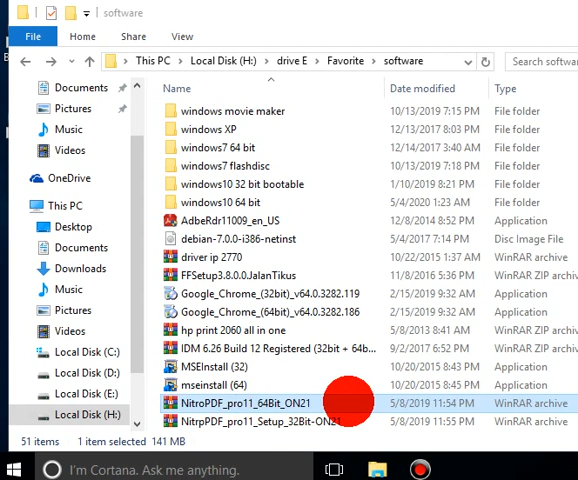 software
File Home Share View
This PC Local Disk (H:) drive E Favorite software Search softwar
Name Date modified Type
Documents
Pictures
Music
Videos
OneDrive
This PC
Desktop
Documents
Downloads
Music
Pictures
Videos
Local Disk (C:)
Local Disk (D:)
Local Disk (E:)
Local Disk (H:)
windows movie maker 10/13/2019 7:15 PM File folder
windows XP 12/13/2017 8:03 PM File folder
windows7 64 bit 12/14/2017 3:40 AM File folder
windows7 flashdisc 10/13/2019 7:18 PM File folder
windows10 32 bit bootable 1/10/2019 8:21 PM File folder
windows10 64 bit 5/4/2020 1:23 AM File folder
AdbeRdr11009_en_US 12/8/2014 8:52 PM Application
debian-7.0.0-i386-netinst 5/4/2017 7:14 PM Disc Image File
driver ip 2770 10/22/2015 1:37 AM WinRAR archive
FFSetup3.8.0.0JalanTikus 11/8/2016 5:36 PM WinRAR ZIP archiv
Google_Chrome_(32bit)_v64.0.3282.119 2/15/2019 9:32 AM Application
Google_Chrome_(64bit)_v64.0.3282.186 2/15/2019 9:32 AM Application
hp print 2060 all in one 5/8/2013 8:41 AM WinRAR archive
IDM 6.26 Build 12 Registered (32bit + 64b... 9/2/2017 6:52 PM WinRAR ZIP archiv
MSEInstall (32) 10/20/2015 8:43 PM Application
mseinstall (64) 10/20/2015 8:45 PM Application
NitroPDF_pro11_64Bit_ON21 5/8/2019 11:54 PM WinRAR archive
NitrpPDF_pro11_Setup_32Bit-ON21 5/8/2019 11:55 PM WinRAR archive
51 items 1 item selected 141 MB
I'm Cortana. Ask me anything.